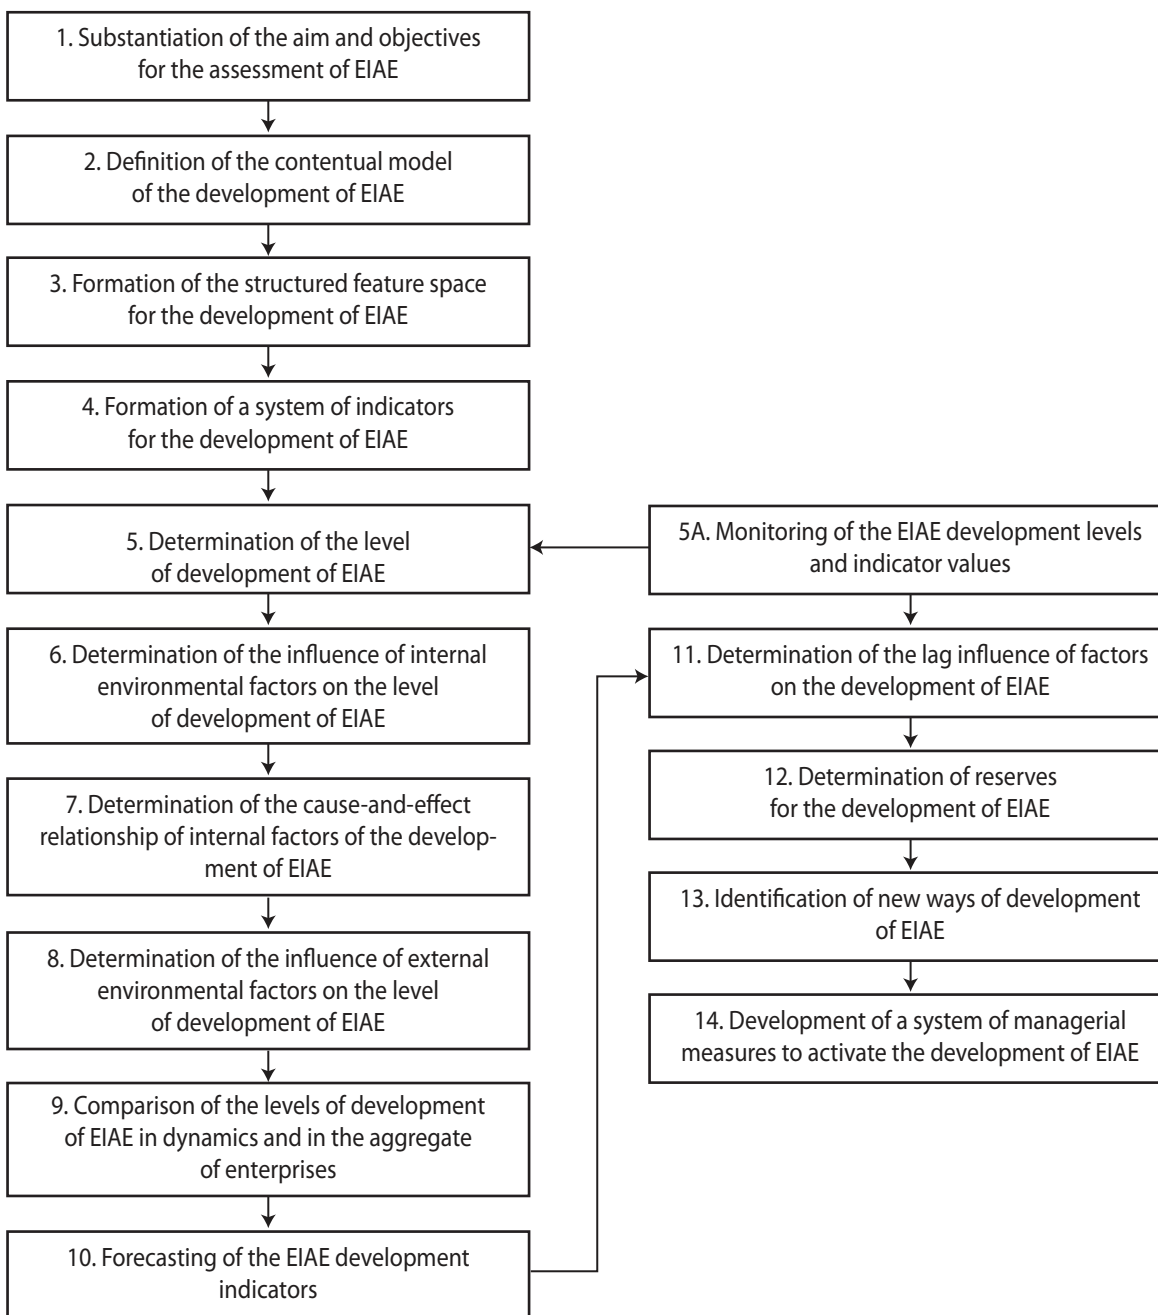 1. Substantiation of the aim and objectives
for the assessment of EIAE
2. Definition of the contentual model
of the development of EIAE
3. Formation of the structured feature space
for the development of EIAE
4. Formation of a system of indicators
for the development of EIAE
5. Determination of the level
of development of EIAE
6. Determination of the influence of internal
environmental factors on the level
of development of EIAE
7. Determination of the cause-and-effect
relationship of internal factors of the develop-
ment of EIAE
8. Determination of the influence of external
environmental factors on the level
of development of EIAE
9. Comparison of the levels of development
of EIAE in dynamics and in the aggregate
of enterprises
10. Forecasting of the EIAE development
indicators
5A. Monitoring of the EIAE development levels
and indicator values
11. Determination of the lag influence of factors
on the development of EIAE
12. Determination of reserves
for the development of EIAE
13. Identification of new ways of development
of EIAE
14. Development of a system of managerial
measures to activate the development of EIAE